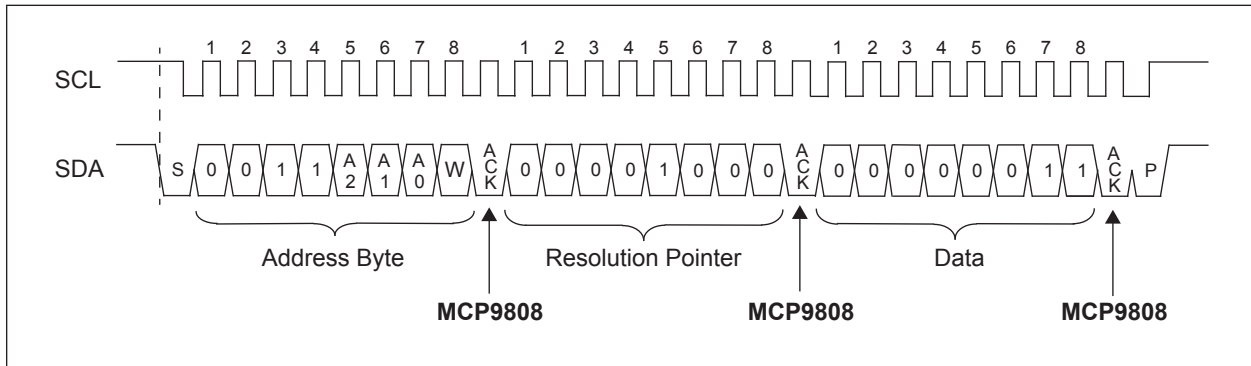 1 2 3 4 5 6 7 8 1 2 3 4 5 6 7 8 1 2 3 4 5 6 7 8
SCL
SDA S 0 0 1 1 A2 A1 A0 W ACK 0 0 0 0 1 0 0 0 ACK 0 0 0 0 0 0 1 1 ACK P
Address Byte Resolution Pointer Data
MCP9808 MCP9808 MCP9808